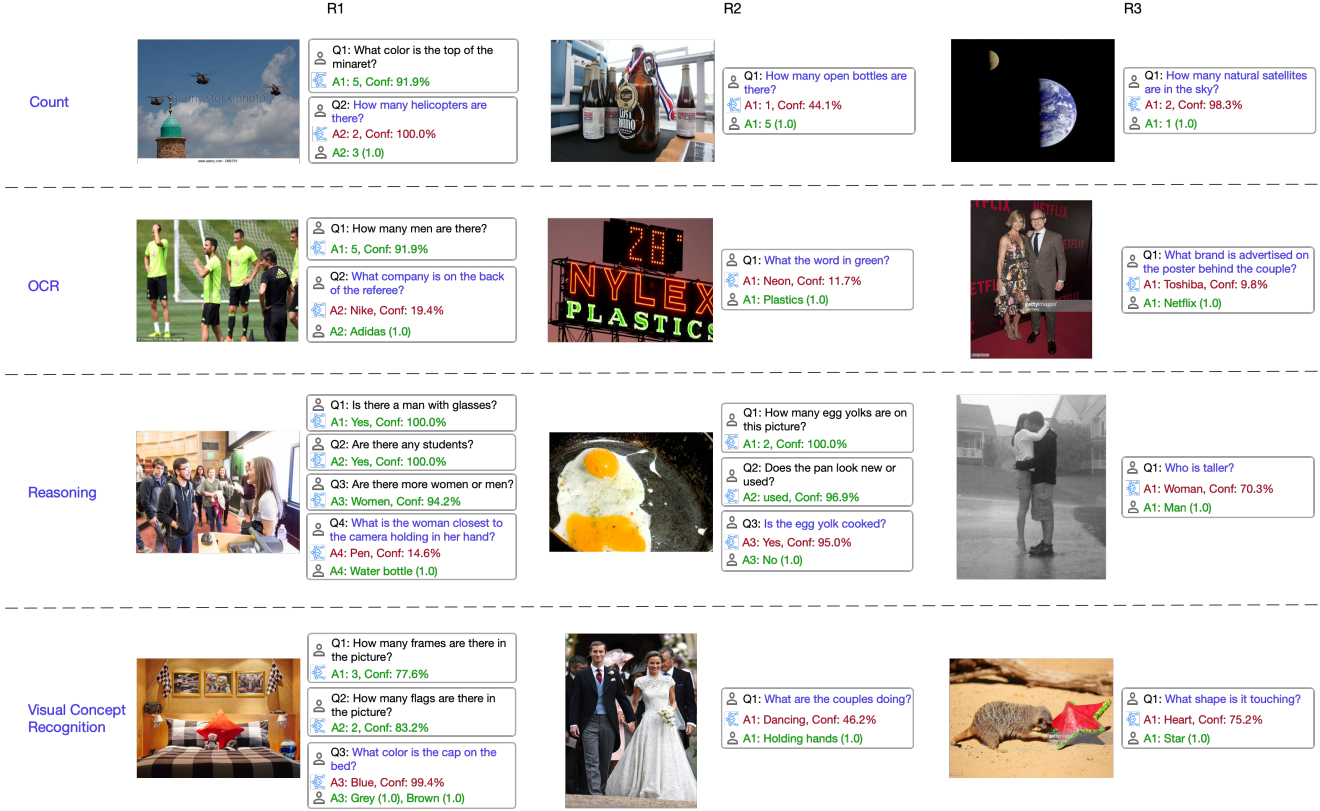 R1
R2
R3
Count
alamy stock photo
www.alamy.com - D6BT6Y
Q1: What color is the top of the
minaret?
A1: 5, Conf: 91.9%
Q2: How many helicopters are
there?
A2: 2, Conf: 100.0%
A2: 3 (1.0)
LOST
Q1: How many open bottles are
there?
A1: 1, Conf: 44.1%
A1: 5 (1.0)
Q1: How many natural satellites
are in the sky?
A1: 2, Conf: 98.3%
A1: 1 (1.0)
OCR
Q1: How many men are there?
A1: 5, Conf: 91.9%
Q2: What company is on the back
of the referee?
A2: Nike, Conf: 19.4%
A2: Adidas (1.0)
28°
NYLEX
PLASTICS
Q1: What the word in green?
A1: Neon, Conf: 11.7%
A1: Plastics (1.0)
TFLIX
NETFLIX
NETFLIX
gettyimages
Q1: What brand is advertised on
the poster behind the couple?
A1: Toshiba, Conf: 9.8%
A1: Netflix (1.0)
Reasoning
Q1: Is there a man with glasses?
A1: Yes, Conf: 100.0%
Q2: Are there any students?
A2: Yes, Conf: 100.0%
Q3: Are there more women or men?
A3: Women, Conf: 94.2%
Q4: What is the woman closest to
the camera holding in her hand?
A4: Pen, Conf: 14.6%
A4: Water bottle (1.0)
Q1: How many egg yolks are on
this picture?
A1: 2, Conf: 100.0%
Q2: Does the pan look new or
used?
A2: used, Conf: 96.9%
Q3: Is the egg yolk cooked?
A3: Yes, Conf: 95.0%
A3: No (1.0)
Q1: Who is taller?
A1: Woman, Conf: 70.3%
A1: Man (1.0)
Visual Concept
Recognition
Q1: How many frames are there in
the picture?
A1: 3, Conf: 77.6%
Q2: How many flags are there in
the picture?
A2: 2, Conf: 83.2%
Q3: What color is the cap on the
bed?
A3: Blue, Conf: 99.4%
A3: Grey (1.0), Brown (1.0)
Q1: What are the couples doing?
A1: Dancing, Conf: 46.2%
A1: Holding hands (1.0)
gettyimages
Q1: What shape is it touching?
A1: Heart, Conf: 75.2%
A1: Star (1.0)